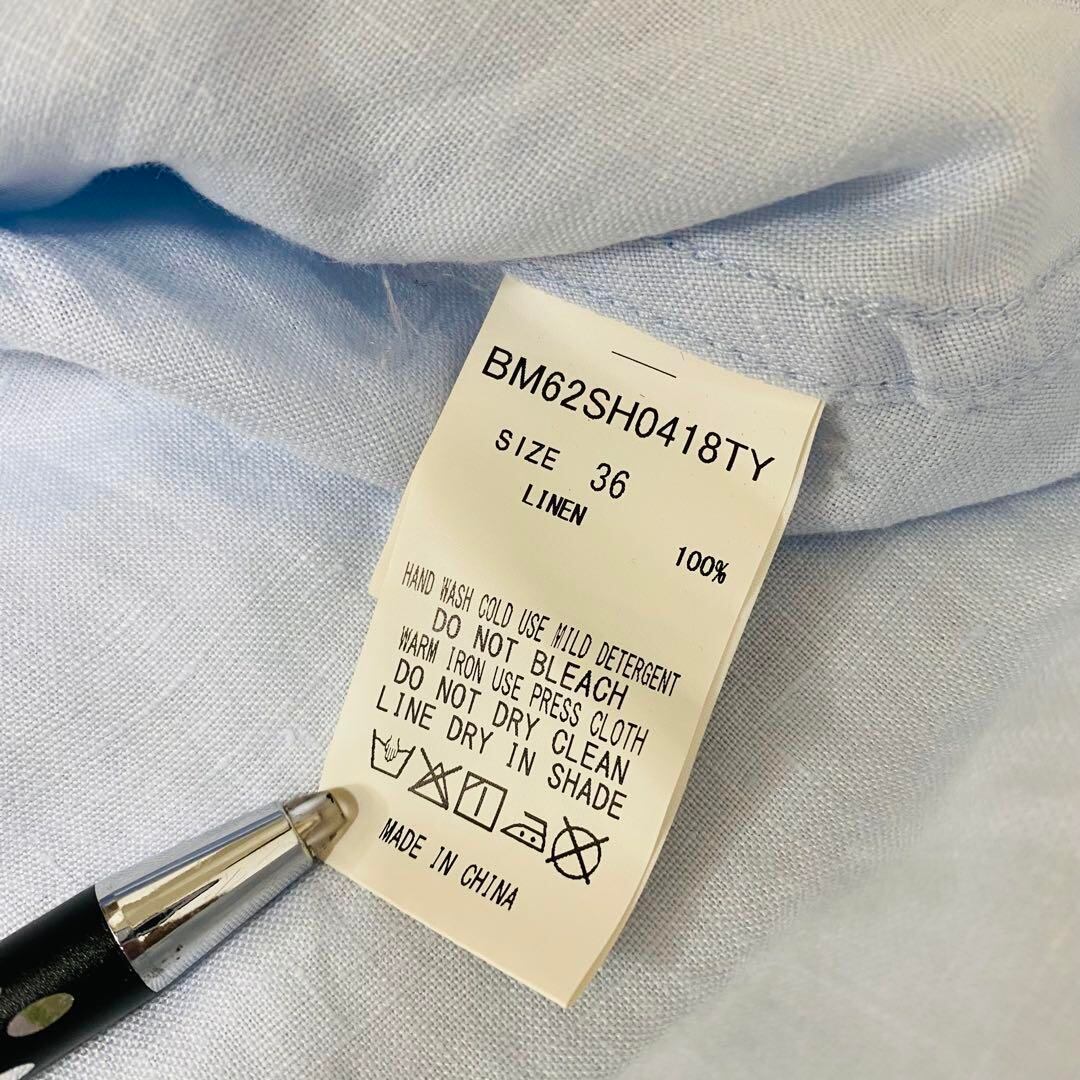 BM62SH0418TY
SIZE 36
LINEN
100%
HAND WASH COLD USE MILD DETERGENT
DO NOT BLEACH
WARM IRON USE PRESS CLOTH
DO NOT DRY CLEAN
LINE DRY IN SHADE
MADE IN CHINA